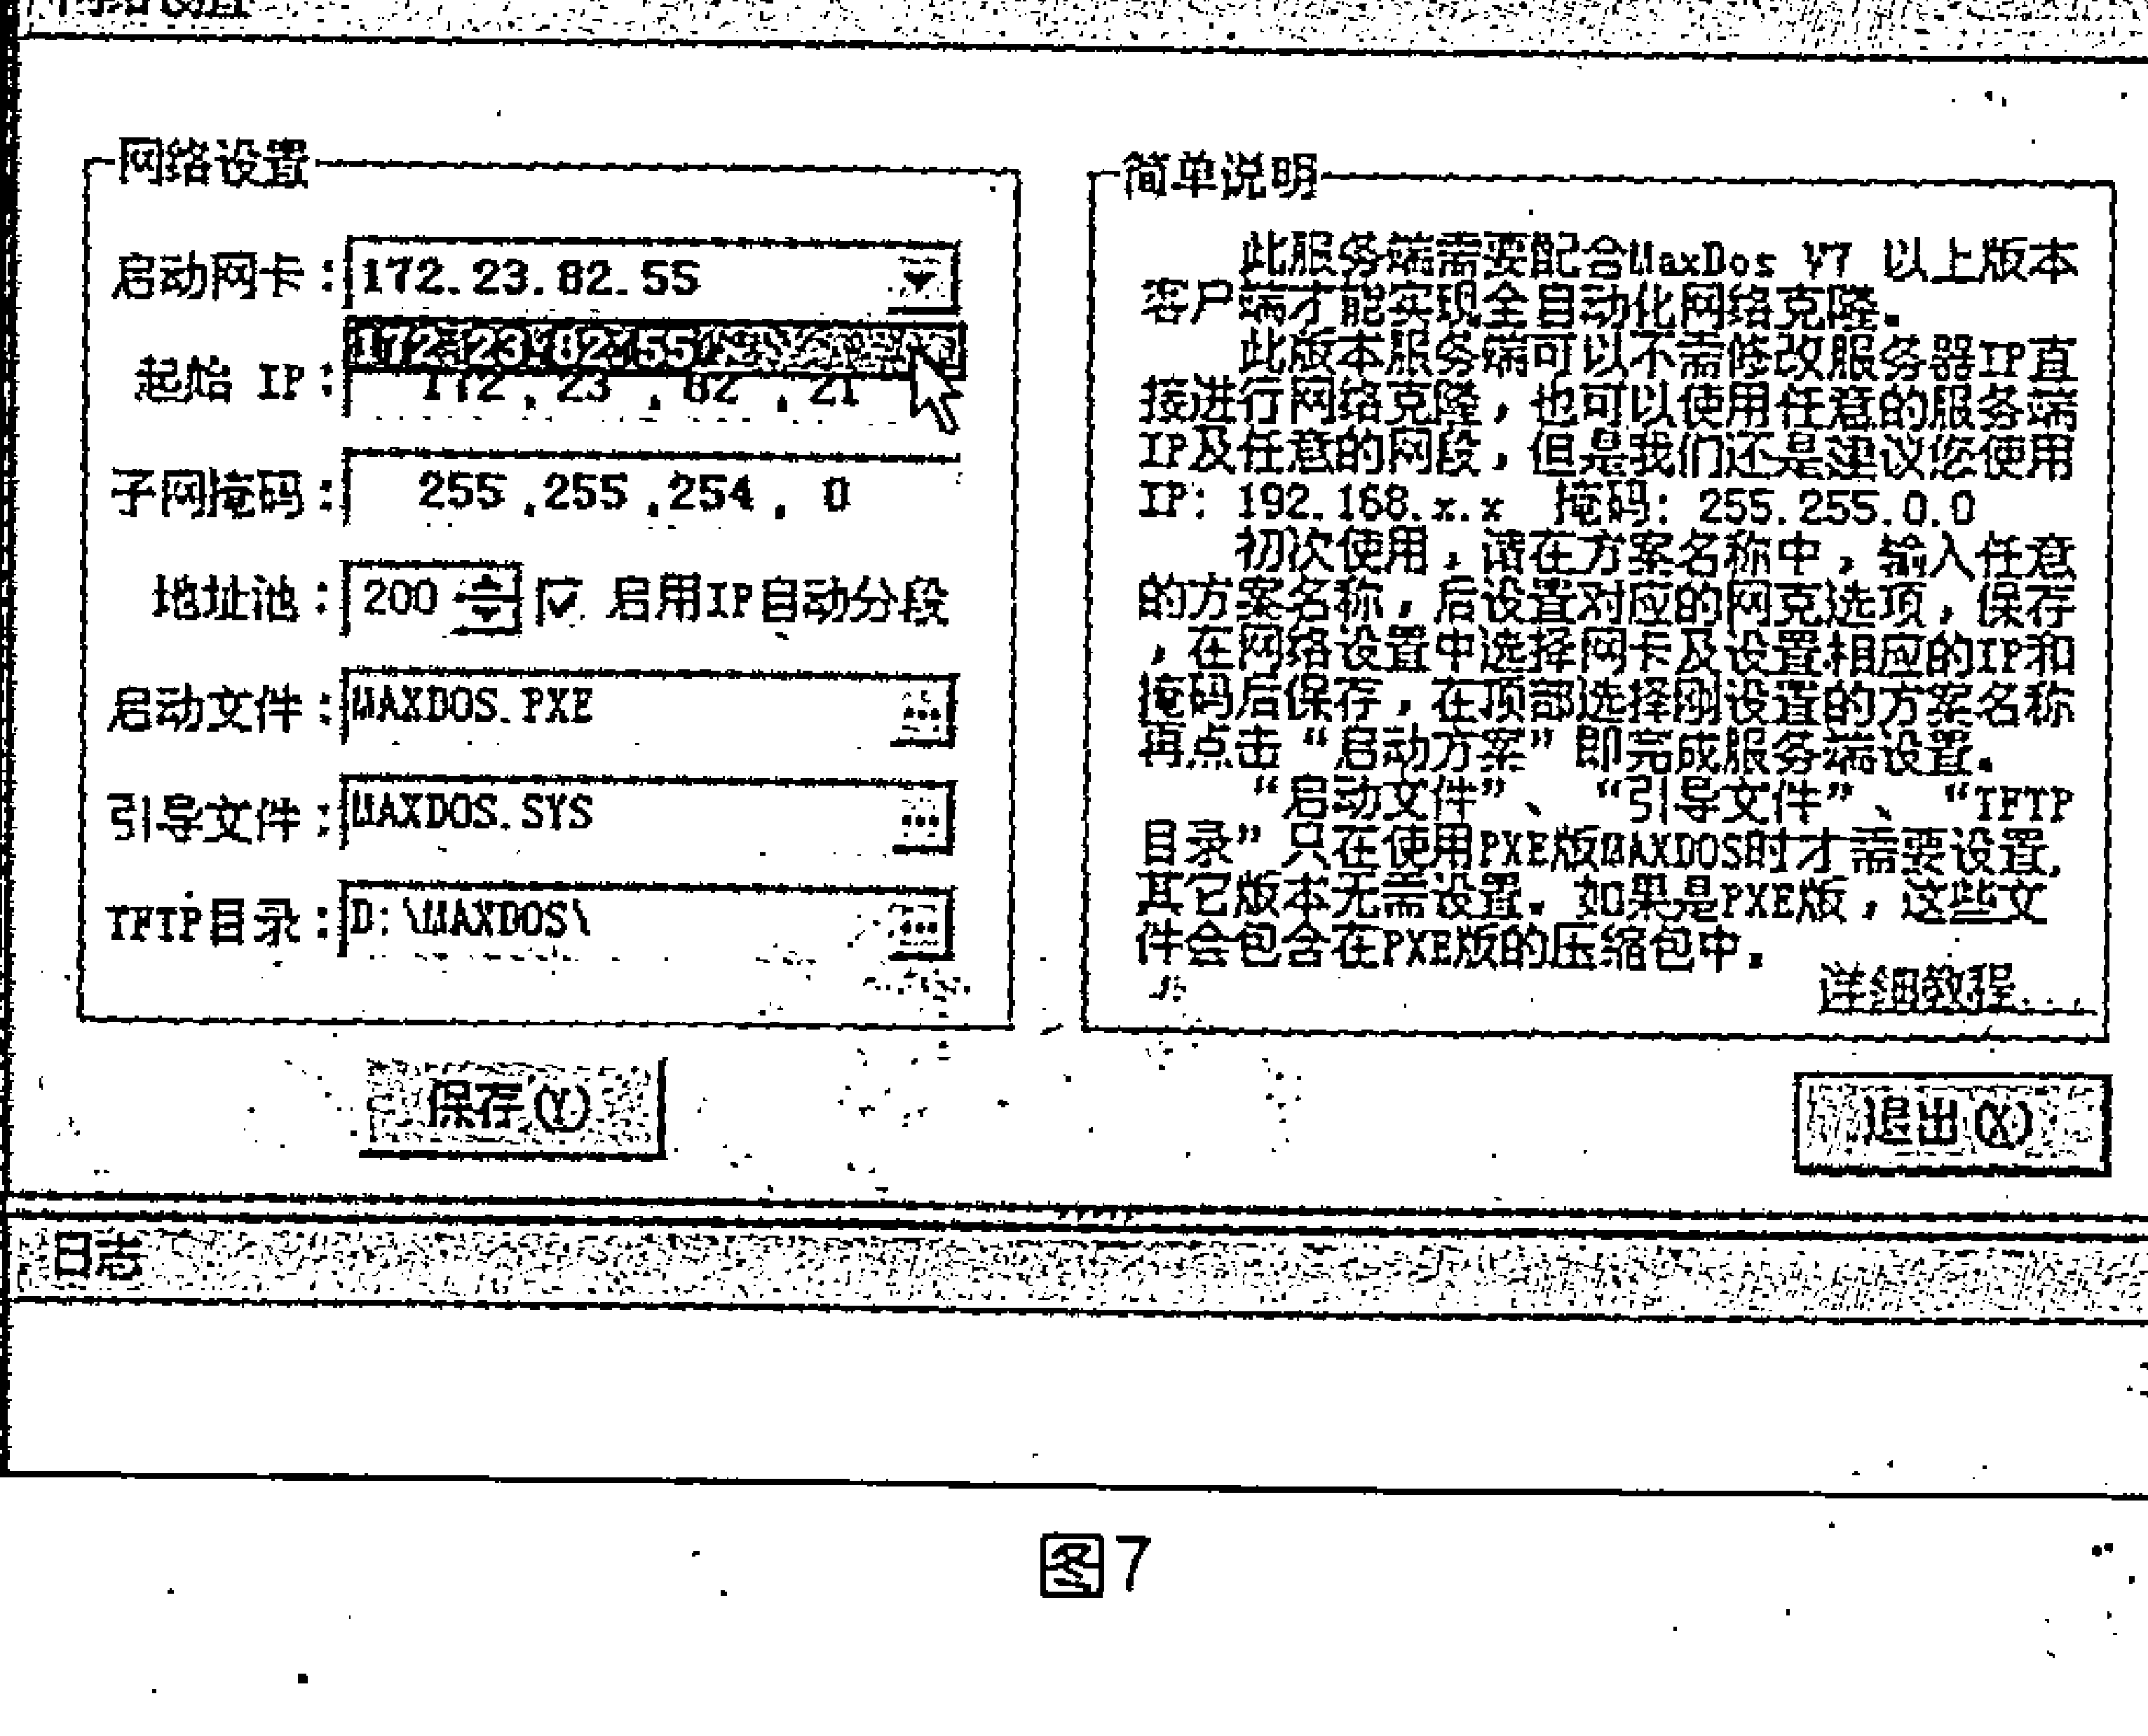 网络设置
网络设置
启动网卡：172.23.82.55
172.23.82.55
起始 IP：172 . 23 . 82 . 21
子网掩码：255 .255 .254 . 0
地址池：200 启用IP自动分段
启动文件：MAXDOS.PXE
引导文件：MAXDOS.SYS
TFTP目录：D:\MAXDOS\
保存(Y)
简单说明
此服务端需要配合MaxDos V7 以上版本
客户端才能实现全自动化网络克隆。
此版本服务端可以不需修改服务器IP直
接进行网络克隆，也可以使用任意的服务端
IP及任意的网段，但是我们还是建议您使用
IP: 192.168.x.x 掩码: 255.255.0.0
初次使用，请在方案名称中，输入任意
的方案名称，后设置对应的网克选项，保存
，在网络设置中选择网卡及设置相应的IP和
掩码后保存，在顶部选择刚设置的方案名称
再点击“启动方案”即完成服务端设置。
“启动文件”、“引导文件”、“TFTP
目录”只在使用PXE版MAXDOS时才需要设置,
其它版本无需设置。如果是PXE版，这些文
件会包含在PXE版的压缩包中。
详细教程...
退出(X)
日志
图7